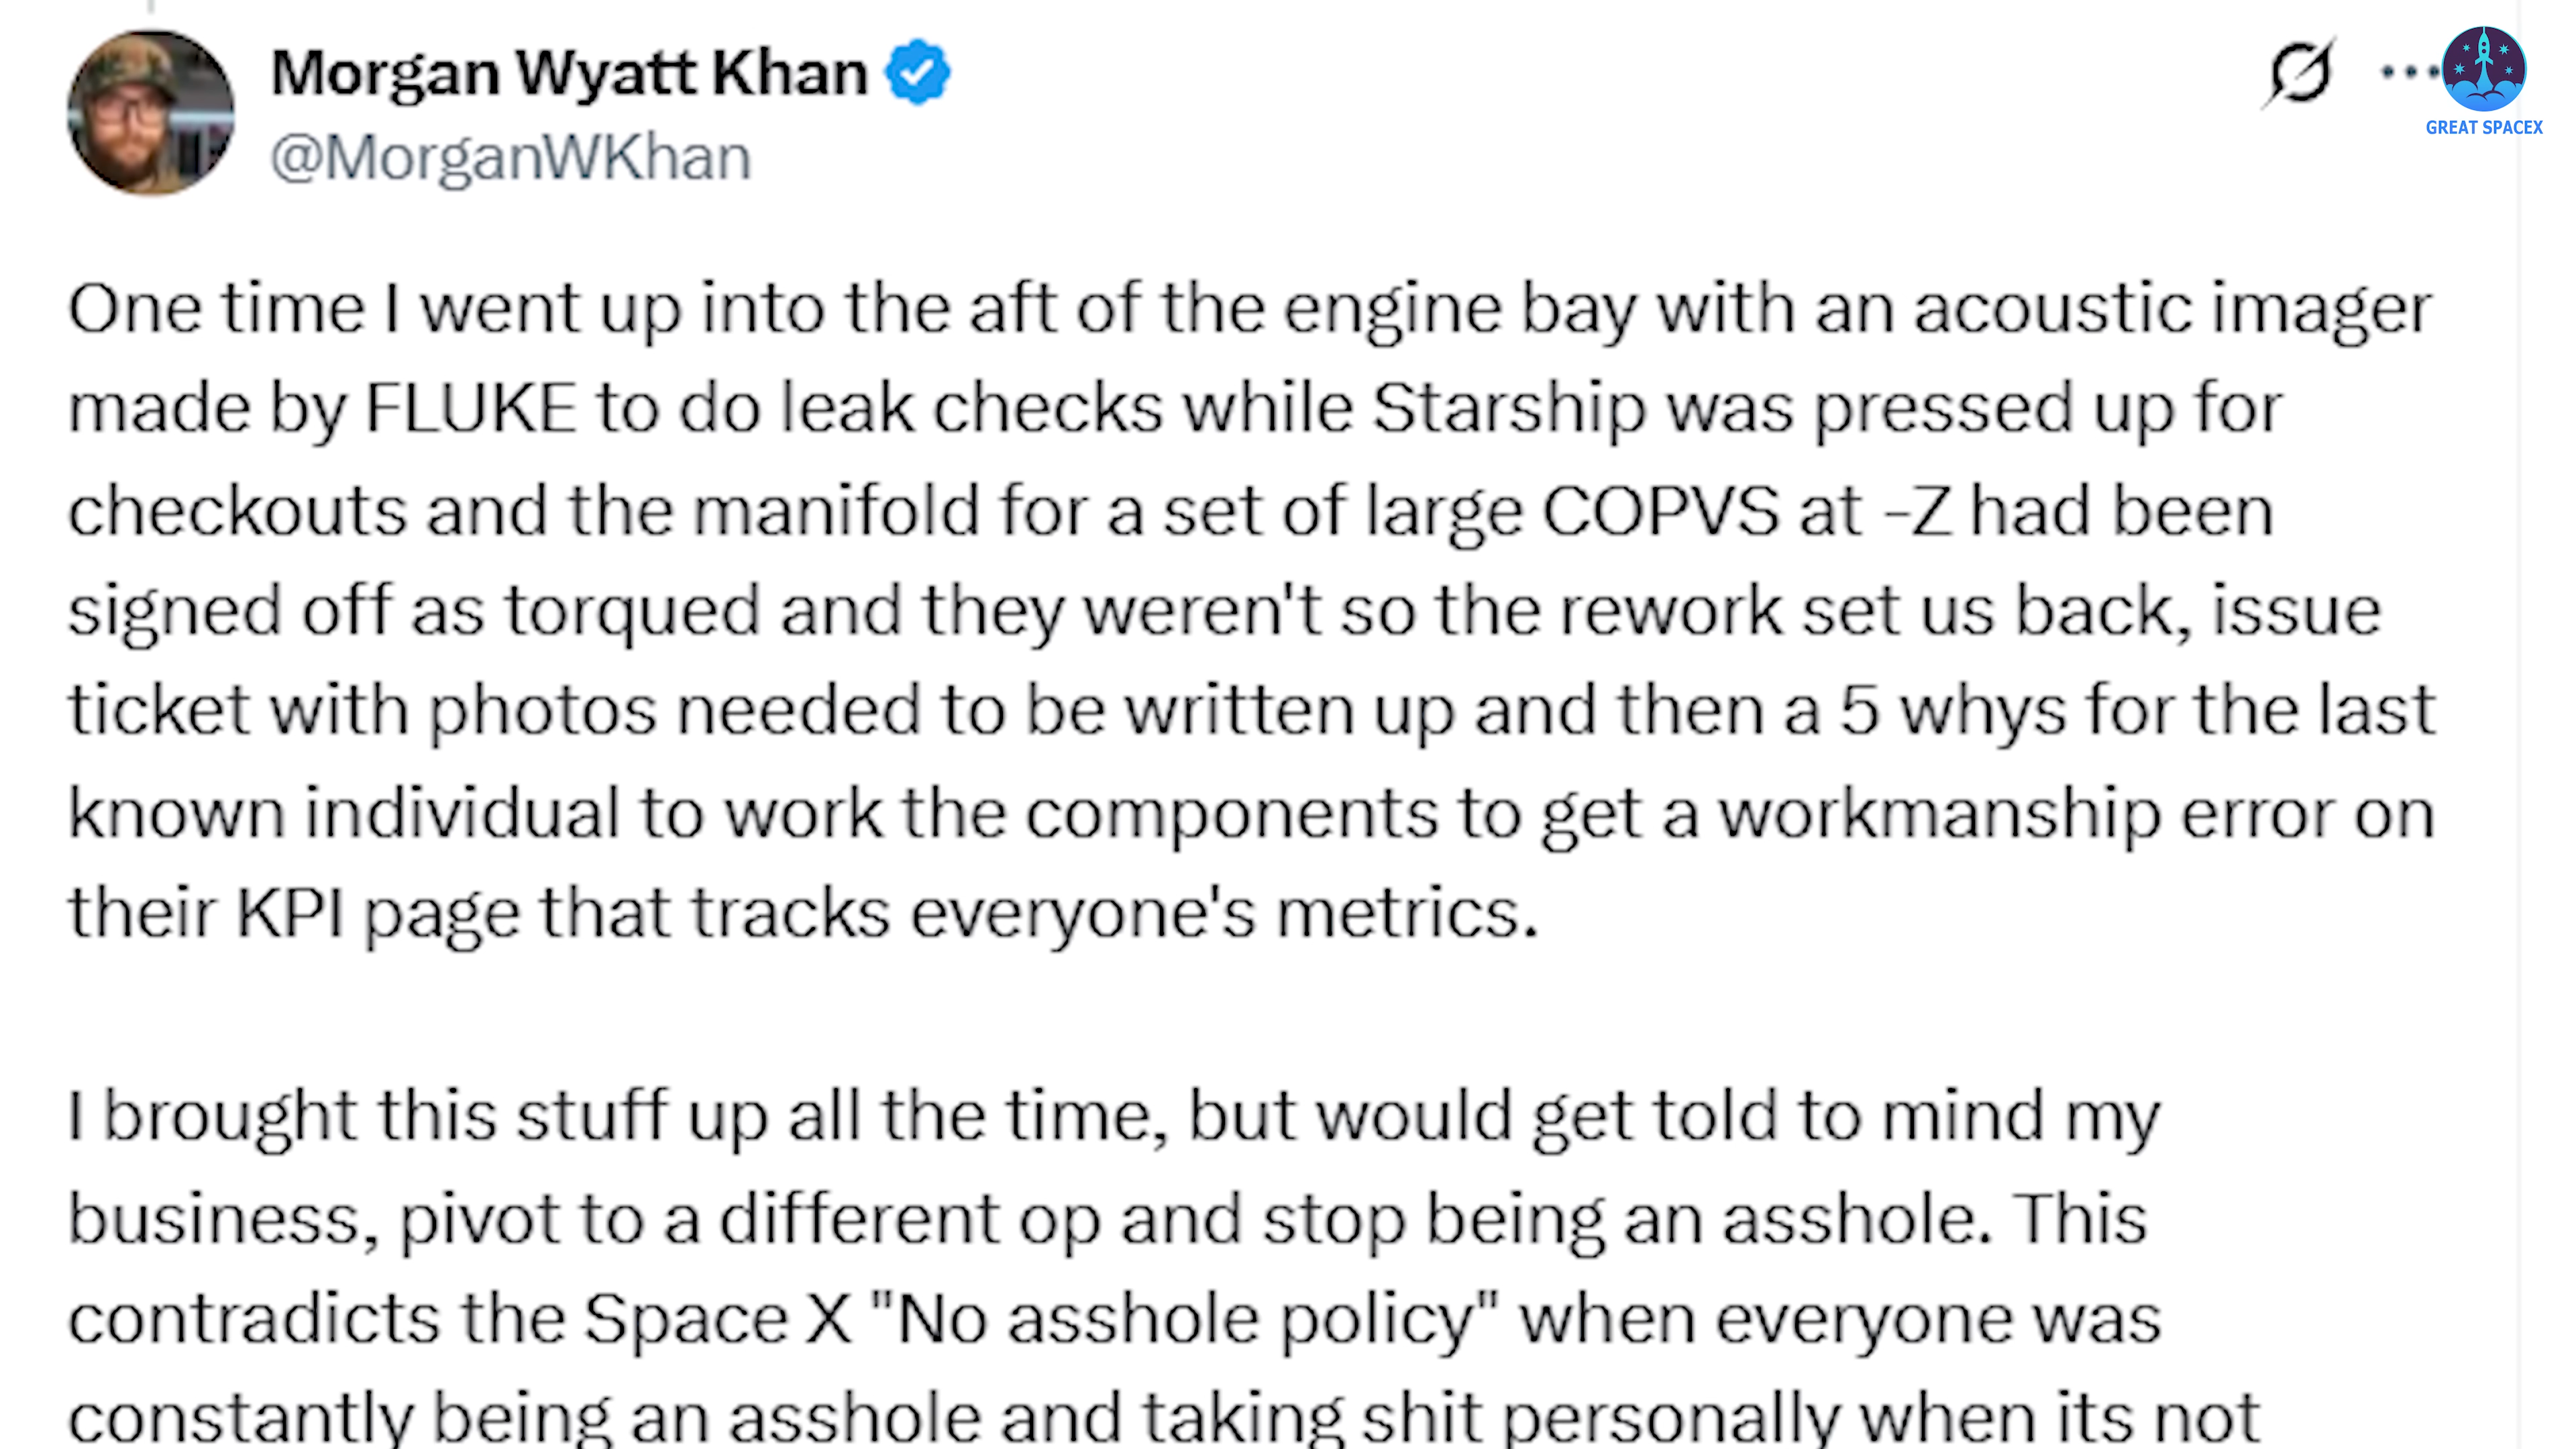 Morgan Wyatt Khan
@MorganWKhan
GREAT SPACEX
One time I went up into the aft of the engine bay with an acoustic imager
made by FLUKE to do leak checks while Starship was pressed up for
checkouts and the manifold for a set of large COPVS at -Z had been
signed off as torqued and they weren't so the rework set us back, issue
ticket with photos needed to be written up and then a 5 whys for the last
known individual to work the components to get a workmanship error on
their KPI page that tracks everyone's metrics.
I brought this stuff up all the time, but would get told to mind my
business, pivot to a different op and stop being an asshole. This
contradicts the Space X "No asshole policy" when everyone was
constantly being an asshole and taking shit personally when its not